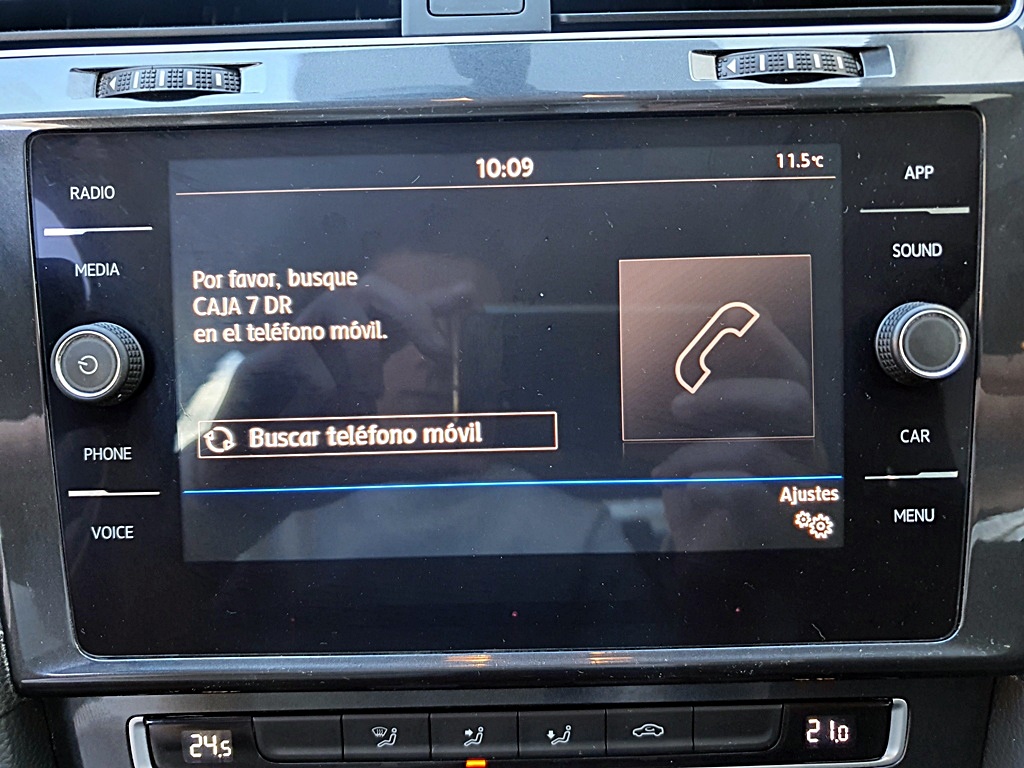 10:09
11.5°C
RADIO
MEDIA
PHONE
VOICE
Por favor, busque
CAJA 7 DR
en el teléfono móvil.
Buscar teléfono móvil
Ajustes
APP
SOUND
CAR
MENU
24.5
21.0